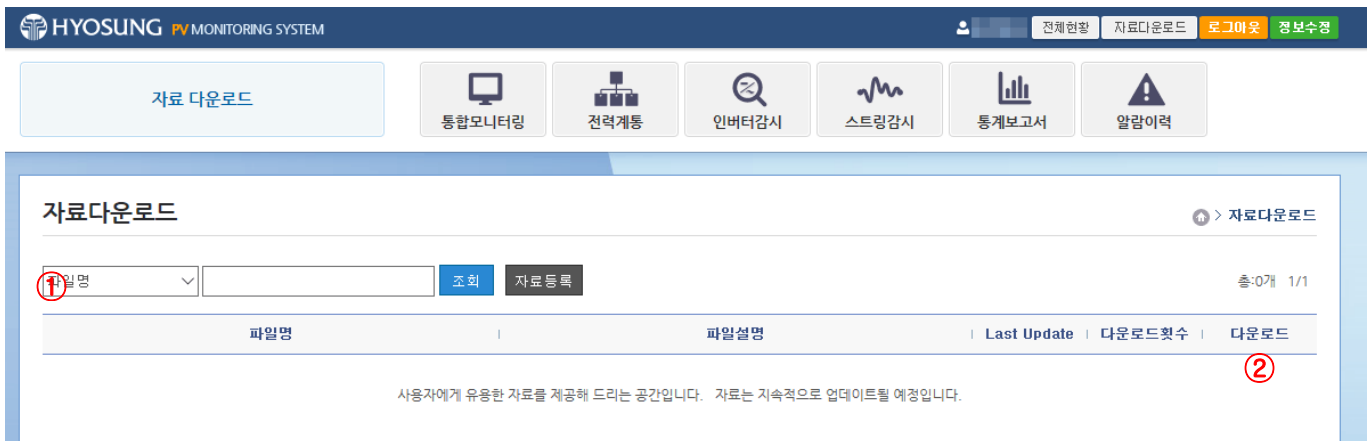 HYOSUNG PV MONITORING SYSTEM
전체현황 자료다운로드 로그아웃 정보수정
자료 다운로드
통합모니터링 전력계통 인버터감시 스트링감시 통계보고서 알람이력
자료다운로드
> 자료다운로드
① 파일명 조회 자료등록 총:0개 1/1
파일명 파일설명 Last Update 다운로드횟수 다운로드
②
사용자에게 유용한 자료를 제공해 드리는 공간입니다. 자료는 지속적으로 업데이트될 예정입니다.